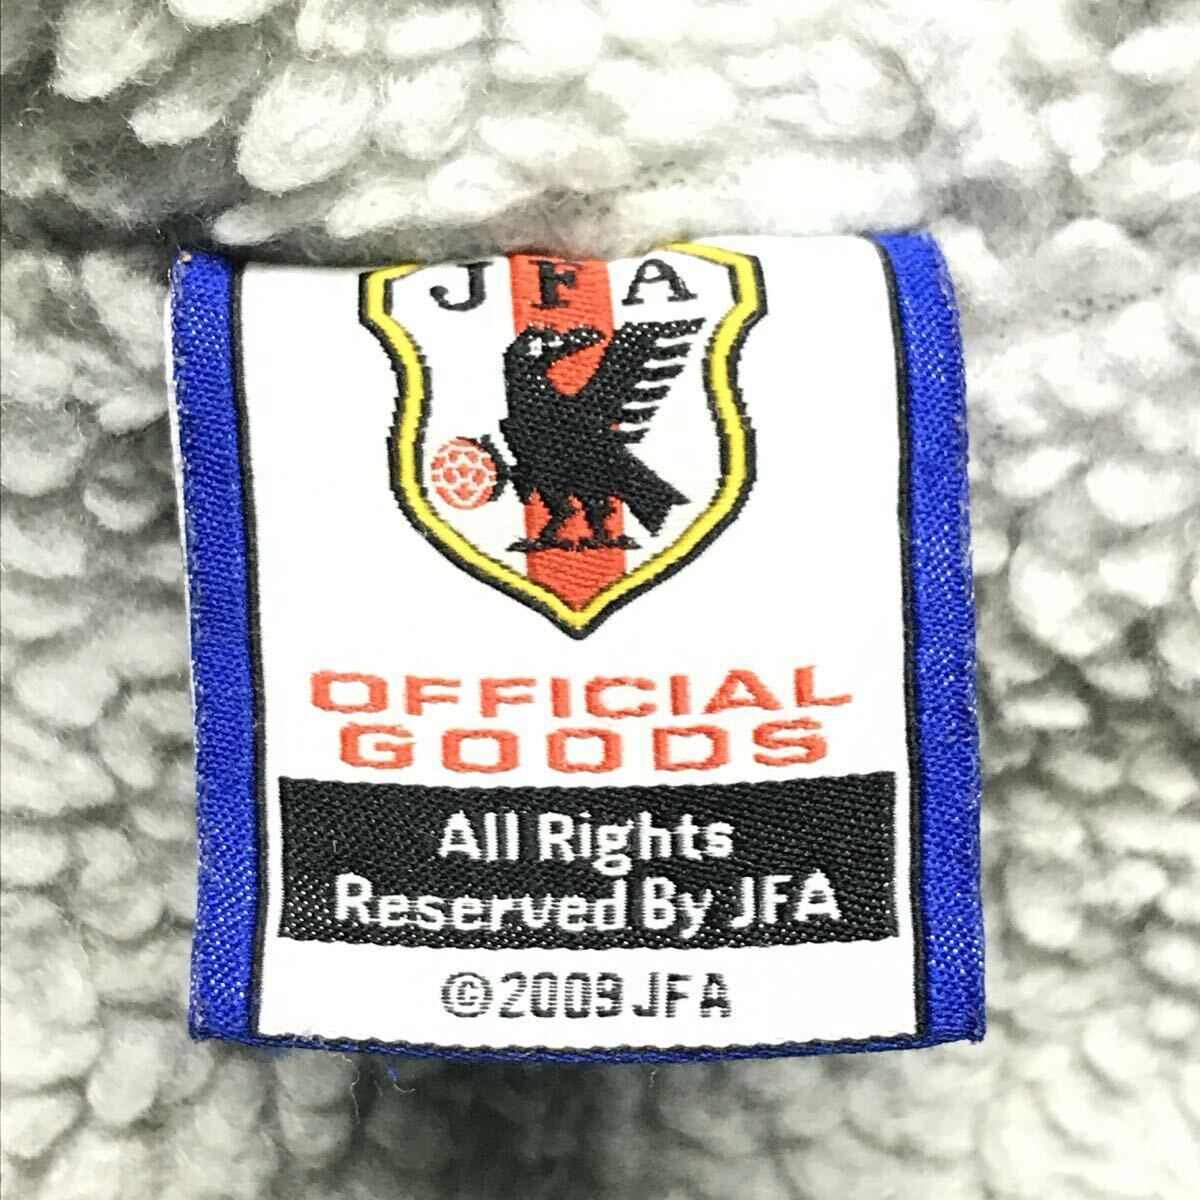 JFA
OFFICIAL
GOODS
All Rights
Reserved By JFA
©2009 JFA